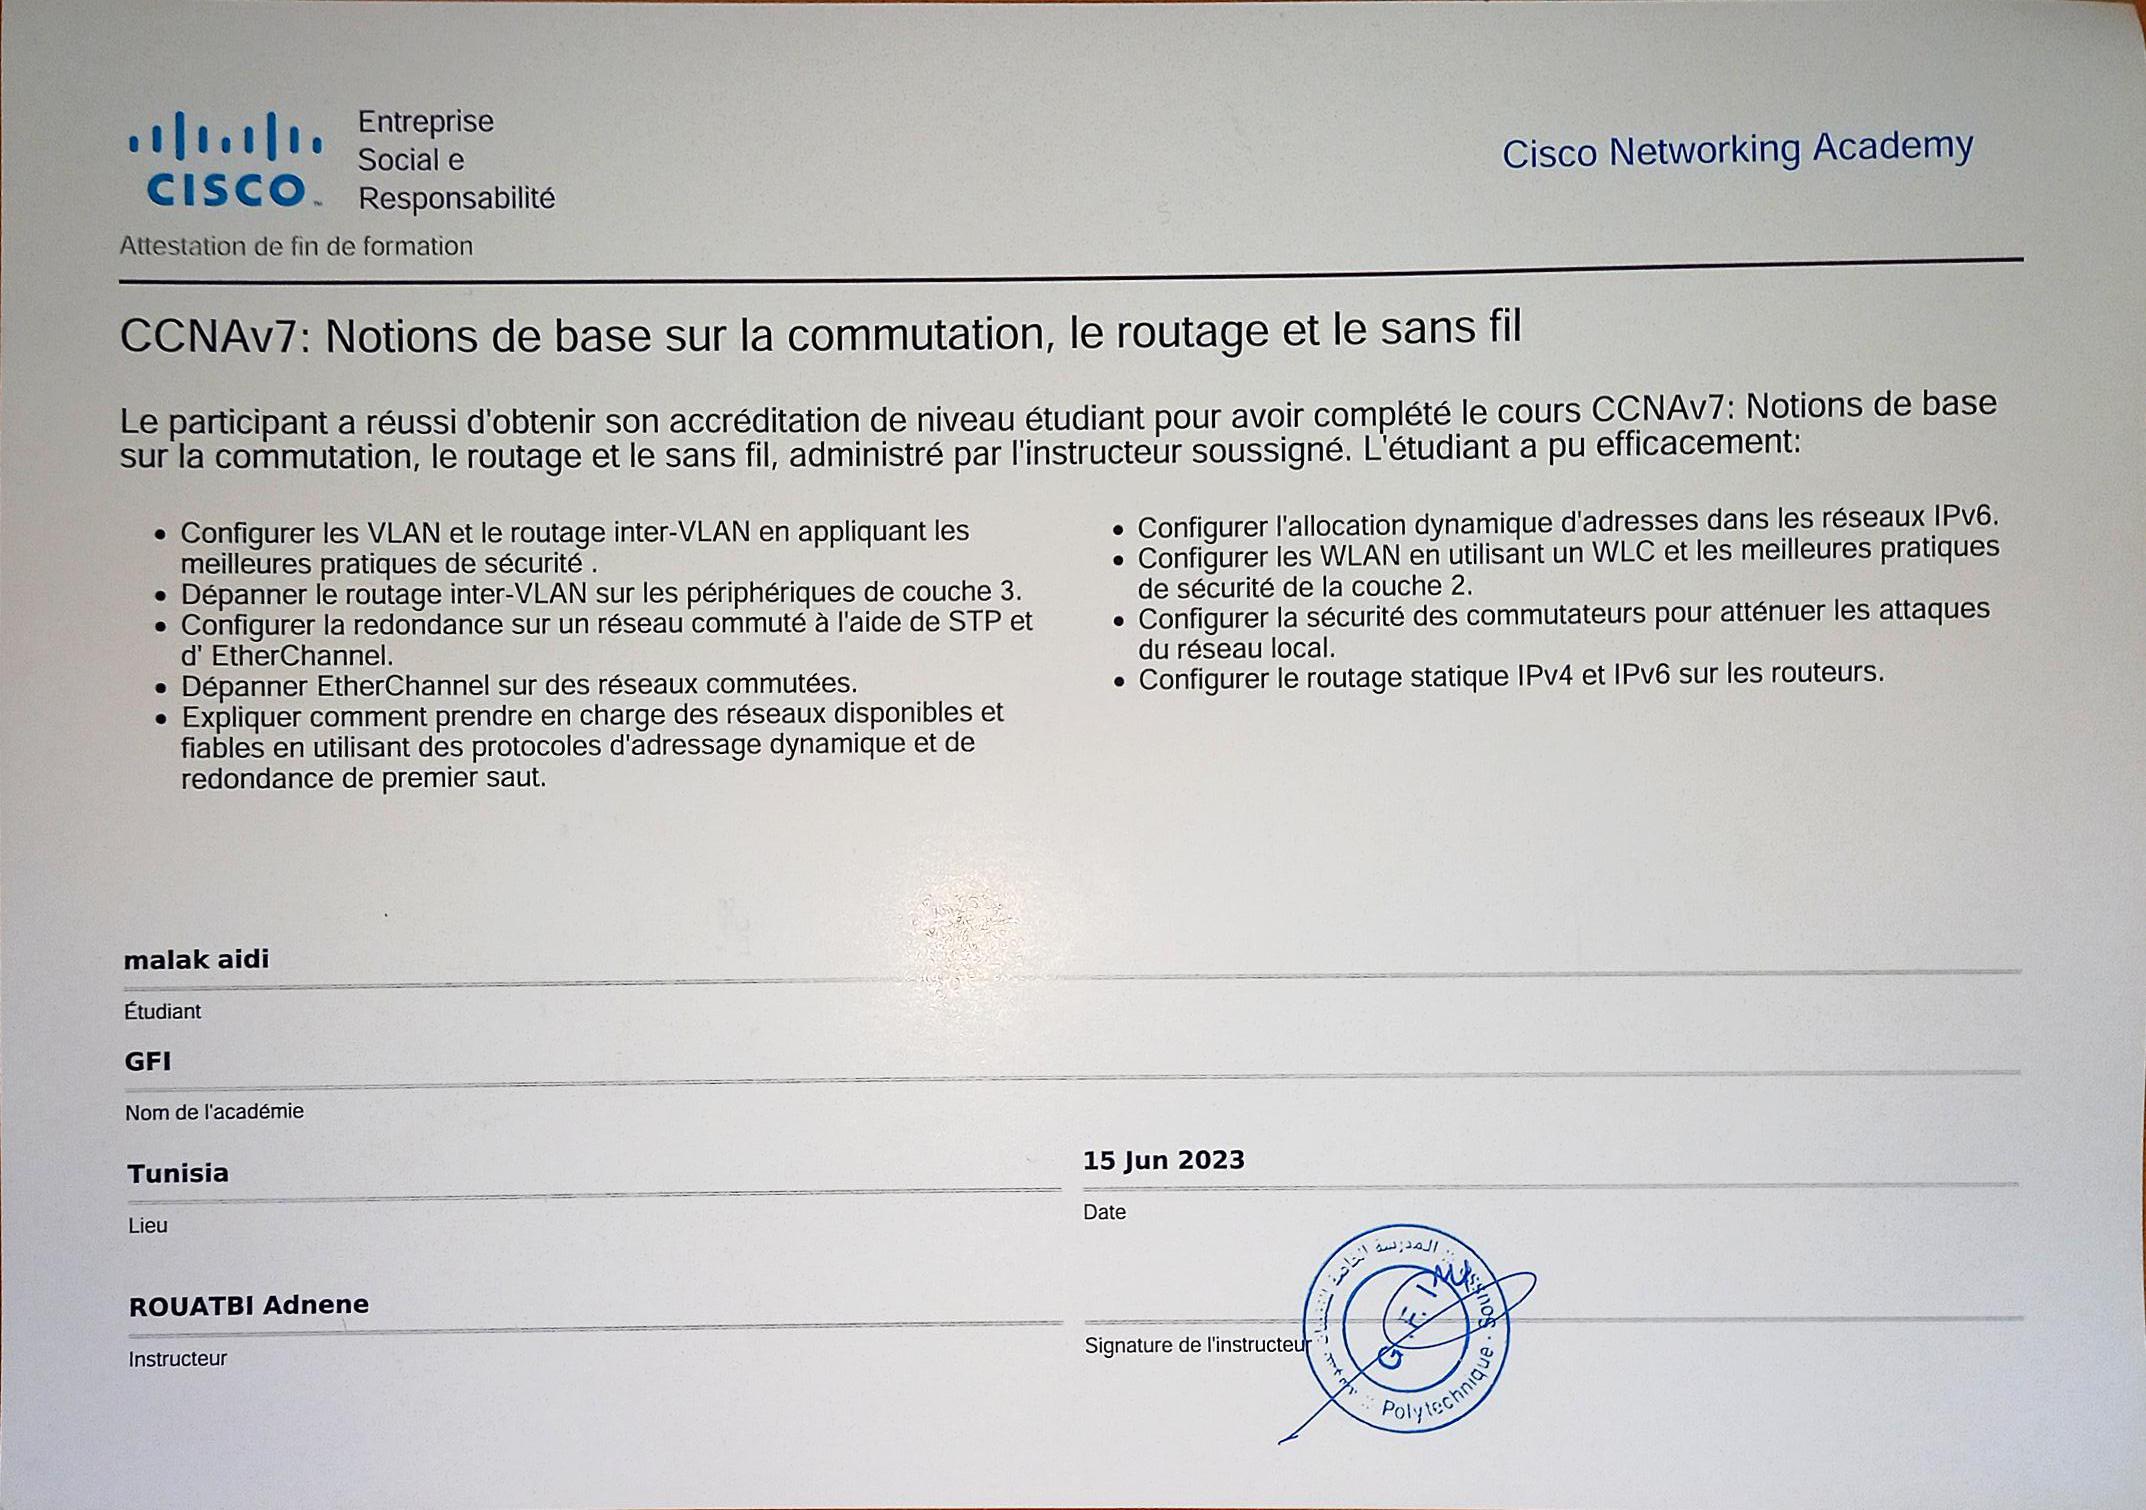 CISCO
Entreprise
Social e
Responsabilité
Cisco Networking Academy
Attestation de fin de formation
CCNAv7: Notions de base sur la commutation, le routage et le sans fil
Le participant a réussi d'obtenir son accréditation de niveau étudiant pour avoir complété le cours CCNAv7: Notions de base
sur la commutation, le routage et le sans fil, administré par l'instructeur soussigné. L'étudiant a pu efficacement:
• Configurer les VLAN et le routage inter-VLAN en appliquant les
meilleures pratiques de sécurité .
• Dépanner le routage inter-VLAN sur les périphériques de couche 3.
• Configurer la redondance sur un réseau commuté à l'aide de STP et
d' EtherChannel.
• Dépanner EtherChannel sur des réseaux commutées.
• Expliquer comment prendre en charge des réseaux disponibles et
fiables en utilisant des protocoles d'adressage dynamique et de
redondance de premier saut.
• Configurer l'allocation dynamique d'adresses dans les réseaux IPv6.
• Configurer les WLAN en utilisant un WLC et les meilleures pratiques
de sécurité de la couche 2.
• Configurer la sécurité des commutateurs pour atténuer les attaques
du réseau local.
• Configurer le routage statique IPv4 et IPv6 sur les routeurs.
malak aidi
Étudiant
GFI
Nom de l'académie
Tunisia
Lieu
15 Jun 2023
Date
ROUATBI Adnene
Instructeur
Signature de l'instructeur
المدرسة الخاصة
Polytechnique